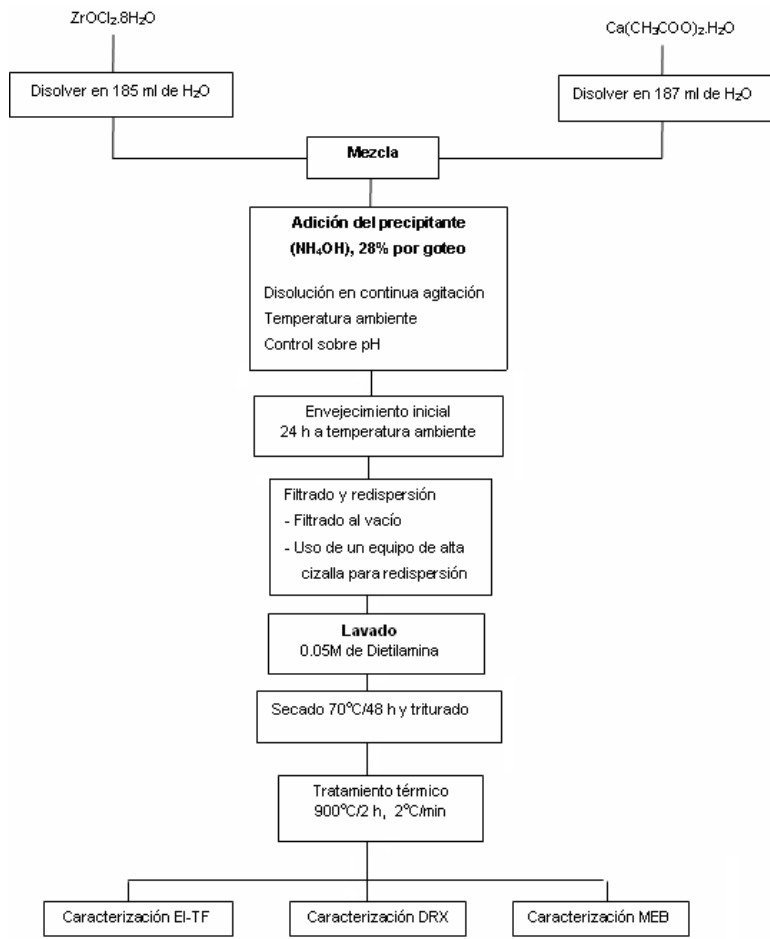 ZrOCl₂.8H₂O
Ca(CH₃COO)₂.H₂O
Disolver en 185 ml de H₂O
Disolver en 187 ml de H₂O
Mezcla
Adición del precipitante
(NH₄OH), 28% por goteo
Disolución en continua agitación
Temperatura ambiente
Control sobre pH
Envejecimiento inicial
24 h a temperatura ambiente
Filtrado y redispersión
- Filtrado al vacío
- Uso de un equipo de alta
cizalla para redispersión
Lavado
0.05M de Dietilamina
Secado 70°C/48 h y triturado
Tratamiento térmico
900°C/2 h, 2°C/min
Caracterización EI-TF
Caracterización DRX
Caracterización MEB